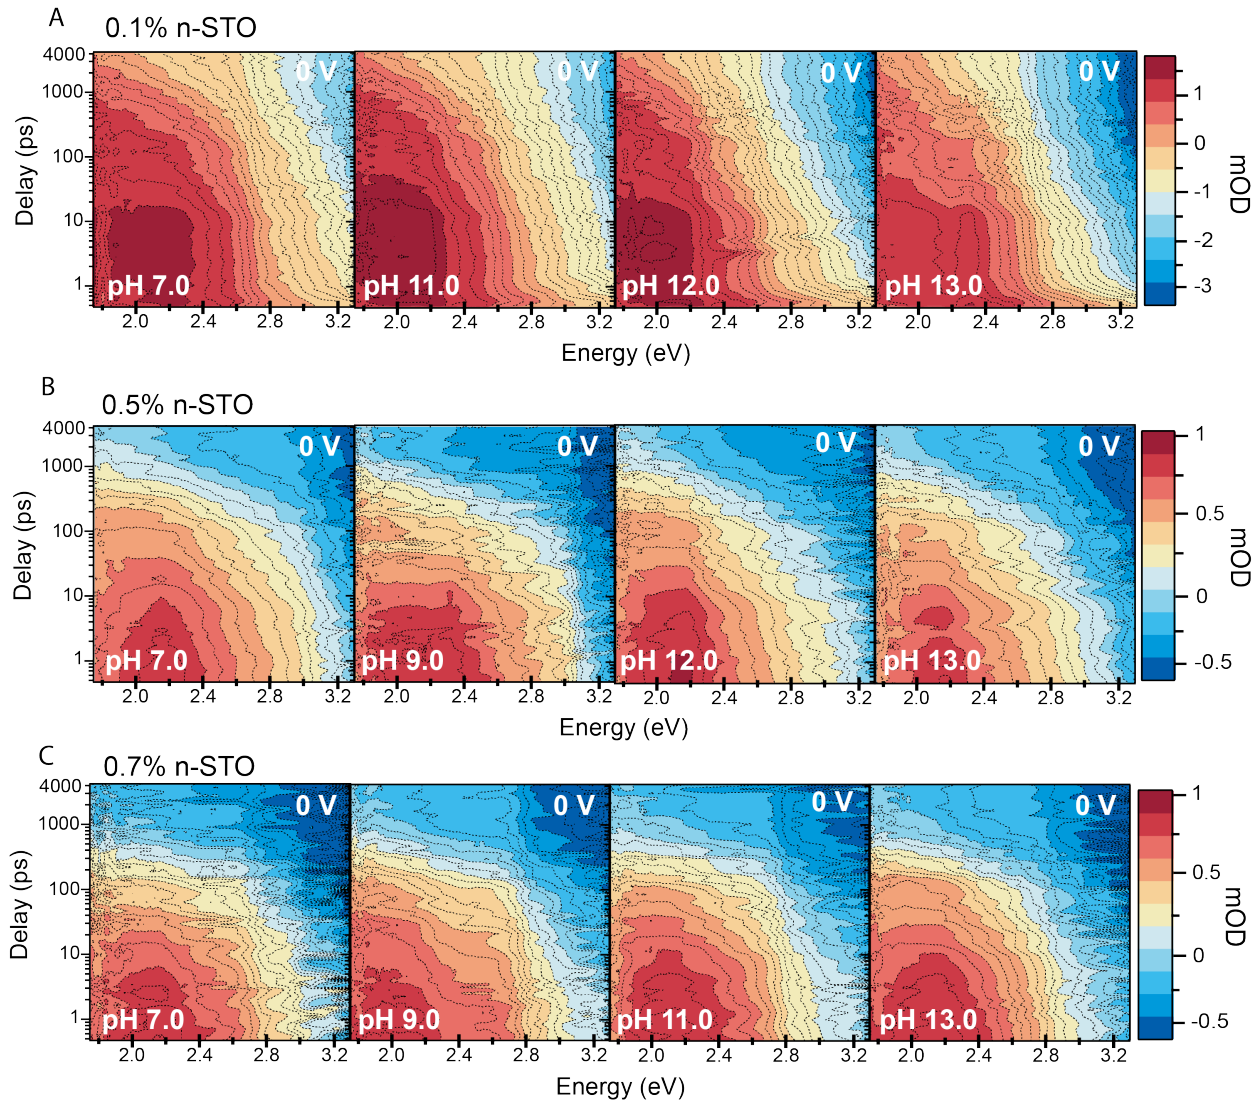 A
0.1% n-STO
4000
1000
100
10
1
Delay (ps)
0 V
0 V
0 V
0 V
pH 7.0
pH 11.0
pH 12.0
pH 13.0
2.0 2.4 2.8 3.2
2.0 2.4 2.8 3.2
2.0 2.4 2.8 3.2
2.0 2.4 2.8 3.2
Energy (eV)
1
0
-1
-2
-3
mOD
B
0.5% n-STO
4000
1000
100
10
1
Delay (ps)
0 V
0 V
0 V
0 V
pH 7.0
pH 9.0
pH 12.0
pH 13.0
2.0 2.4 2.8 3.2
2.0 2.4 2.8 3.2
2.0 2.4 2.8 3.2
2.0 2.4 2.8 3.2
Energy (eV)
1
0.5
0
-0.5
mOD
C
0.7% n-STO
4000
1000
100
10
1
Delay (ps)
0 V
0 V
0 V
0 V
pH 7.0
pH 9.0
pH 11.0
pH 13.0
2.0 2.4 2.8 3.2
2.0 2.4 2.8 3.2
2.0 2.4 2.8 3.2
2.0 2.4 2.8 3.2
Energy (eV)
1
0.5
0
-0.5
mOD